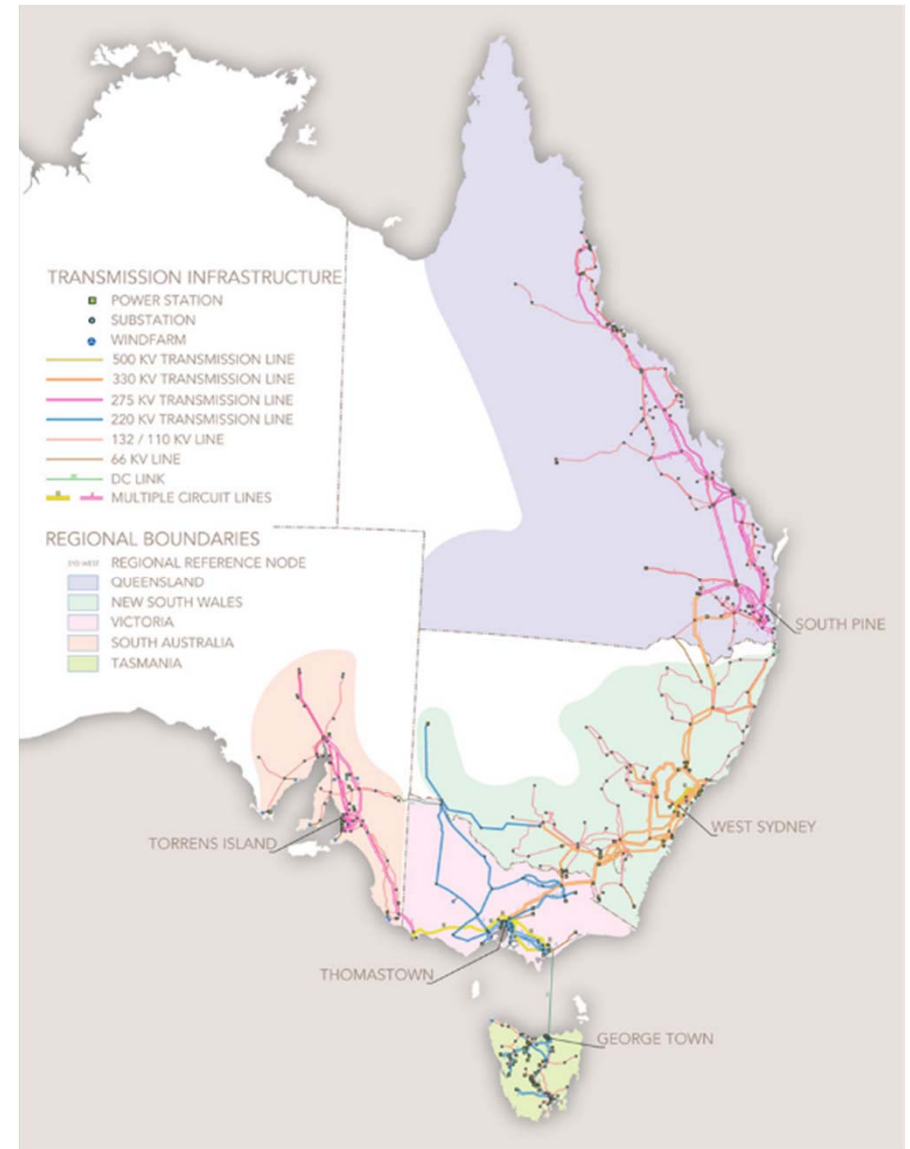 TRANSMISSION INFRASTRUCTURE
POWER STATION
SUBSTATION
WINDFARM
500 KV TRANSMISSION LINE
330 KV TRANSMISSION LINE
275 KV TRANSMISSION LINE
220 KV TRANSMISSION LINE
132 / 110 KV LINE
66 KV LINE
DC LINK
MULTIPLE CIRCUIT LINES
REGIONAL BOUNDARIES
REGIONAL REFERENCE NODE
QUEENSLAND
NEW SOUTH WALES
VICTORIA
SOUTH AUSTRALIA
TASMANIA
SOUTH PINE
WEST SYDNEY
TORRENS ISLAND
THOMASTOWN
GEORGE TOWN